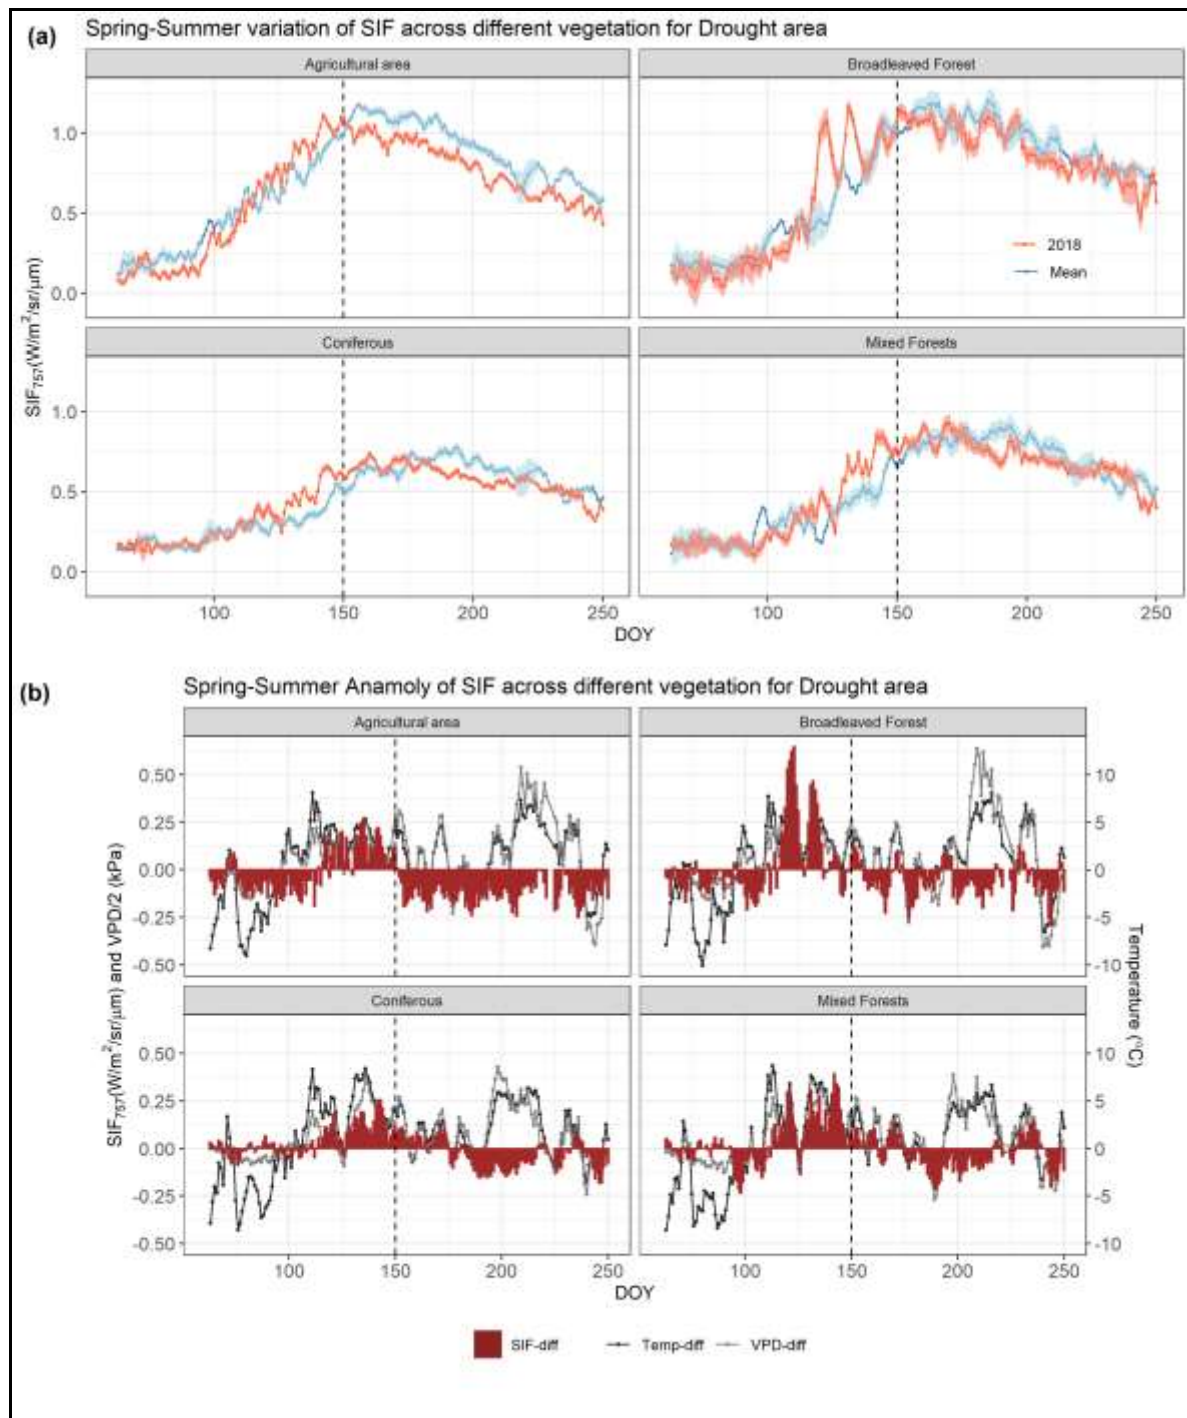 (a) Spring-Summer variation of SIF across different vegetation for Drought area
Agricultural area
Broadleaved Forest
1.0
0.5
0.0
2018
Mean
Coniferous
Mixed Forests
1.0
0.5
0.0
SIF757(W/m²/sr/μm)
100 150 200 250
100 150 200 250
DOY
(b) Spring-Summer Anamoly of SIF across different vegetation for Drought area
Agricultural area
Broadleaved Forest
0.50
0.25
0.00
-0.25
-0.50
10
5
0
-5
-10
Coniferous
Mixed Forests
0.50
0.25
0.00
-0.25
-0.50
10
5
0
-5
-10
SIF757(W/m²/sr/μm) and VPD/2 (kPa)
Temperature (°C)
100 150 200 250
100 150 200 250
DOY
SIF-diff Temp-diff VPD-diff